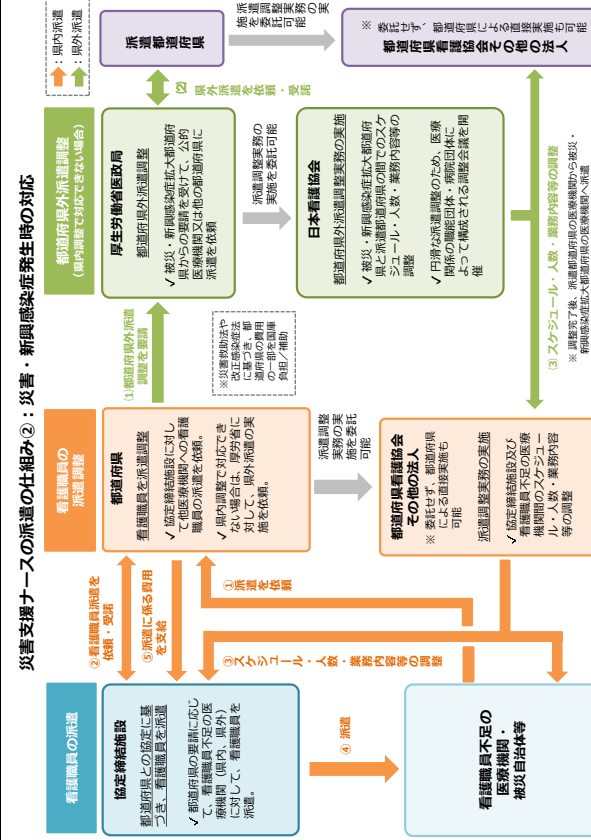 災害支援ナースの派遣の仕組み②：災害・新興感染症発生時の対応
：県内派遣
：県外派遣
看護職員の派遣
看護職員の
派遣調整
都道府県外派遣調整
（県内調整で対応できない場合）
協定締結施設
都道府県との協定に基
づき、看護職員を派遣
✓ 都道府県の要請に応じ
て、看護職員不足の医
療機関（県内、県外）
に対して、看護職員を
派遣。
②看護職員派遣を
依頼・受諾
⑤派遣に係る費用
を支給
①派遣を依頼
③スケジュール・人数・業務内容等の調整
④ 派遣
看護職員不足の
医療機関・
被災自治体等
都道府県
看護職員を派遣調整
✓ 協定締結施設に対し
て他医療機関への看護
職員の派遣を依頼。
✓ 県内調整で対応でき
ない場合は、厚労省に
対して、県外派遣の実
施を依頼。
派遣調整
実務の実
施を委託
可能
都道府県看護協会
その他の法人
※ 委託せず、都道府県
による直接実施も
可能
派遣調整実務の実施
✓ 協定締結施設及び
看護職員不足の医療
機関間のスケジュー
ル・人数・業務内容
等の調整
(1)都道府県外派遣
調整を要請
※災害救助法や
改正感染症法
に基づき、都
道府県の費用
の一部を国庫
負担／補助
厚生労働省医政局
都道府県外派遣調整
✓ 被災・新興感染症拡大都道府
県からの要請を受けて、公的
医療機関又は他の都道府県に
派遣を依頼
派遣調整実務の
実施を委託可能
日本看護協会
都道府県外派遣調整実務の実施
✓ 被災・新興感染症拡大都道府
県と派遣都道府県の間でのスケ
ジュール・人数・業務内容等の
調整
✓ 円滑な派遣調整のため、医療
関係の職能団体・病院団体に
よって構成される調整会議を開
催
(2)
県外派遣を依頼・受諾
派遣都道府県
派遣調整実務の実
施を委託可能
※ 委託せず、都道府県による直接実施も可能
都道府県看護協会その他の法人
(3) スケジュール・人数・業務内容等の調整
※ 調整完了後、派遣都道府県の医療機関から被災・
新興感染症拡大都道府県の医療機関へ派遣